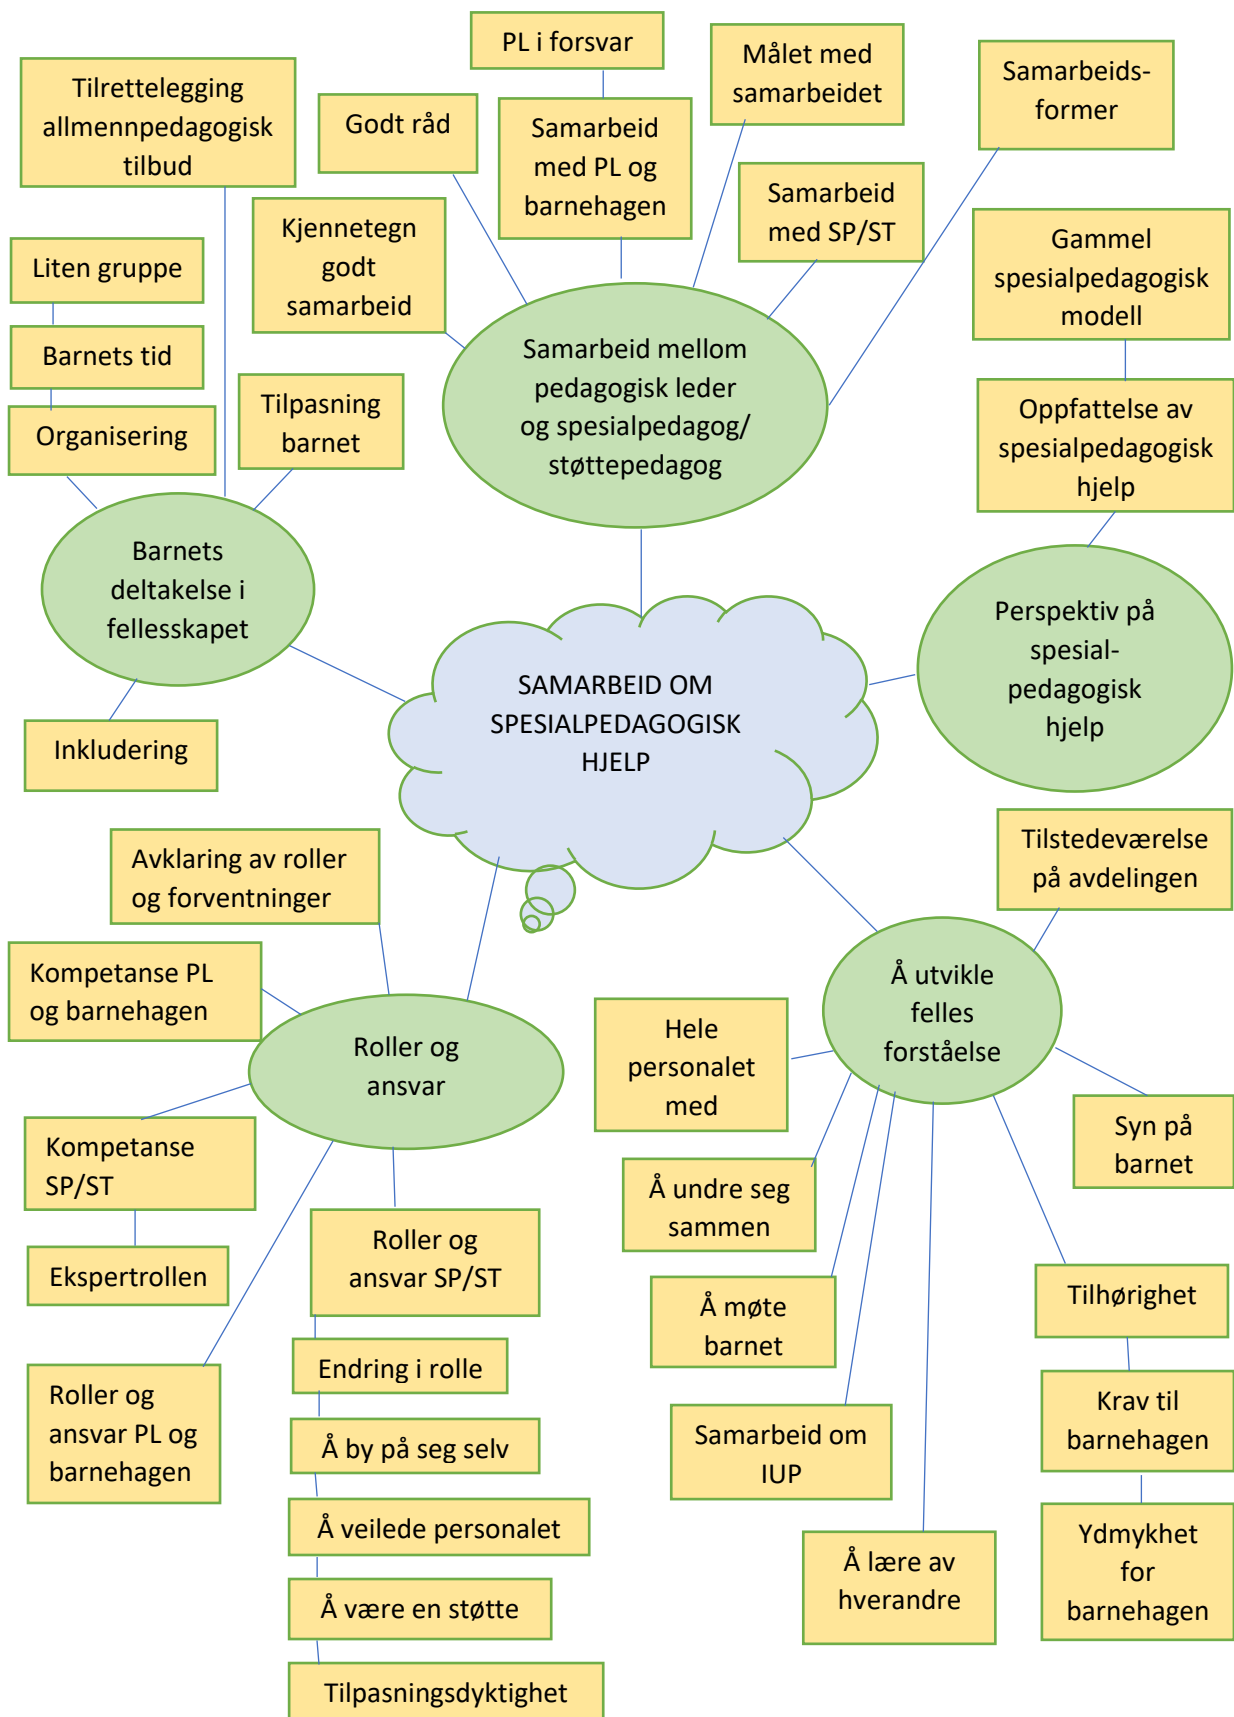 PL i forsvar
Målet med
samarbeidet
Samarbeids-
former
Tilrettelegging
allmennpedagogisk
tilbud
Godt råd
Samarbeid
med PL og
barnehagen
Samarbeid
med SP/ST
Kjennetegn
godt
samarbeid
Gammel
spesialpedagogisk
modell
Liten gruppe
Barnets tid
Organisering
Tilpasning
barnet
Samarbeid mellom
pedagogisk leder
og spesialpedagog/
støttepedagog
Oppfattelse av
spesialpedagogisk
hjelp
Barnets
deltakelse i
fellesskapet
Perspektiv på
spesial-
pedagogisk
hjelp
SAMARBEID OM
SPESIALPEDAGOGISK
HJELP
Inkludering
Avklaring av roller
og forventninger
Tilstedeværelse
på avdelingen
Kompetanse PL
og barnehagen
Roller og
ansvar
Å utvikle
felles
forståelse
Hele
personalet
med
Kompetanse
SP/ST
Syn på
barnet
Å undre seg
sammen
Ekspertrollen
Roller og
ansvar SP/ST
Å møte
barnet
Tilhørighet
Roller og
ansvar PL og
barnehagen
Endring i rolle
Å by på seg selv
Samarbeid om
IUP
Krav til
barnehagen
Å veilede personalet
Å lære av
hverandre
Ydmykhet
for
barnehagen
Å være en støtte
Tilpasningsdyktighet